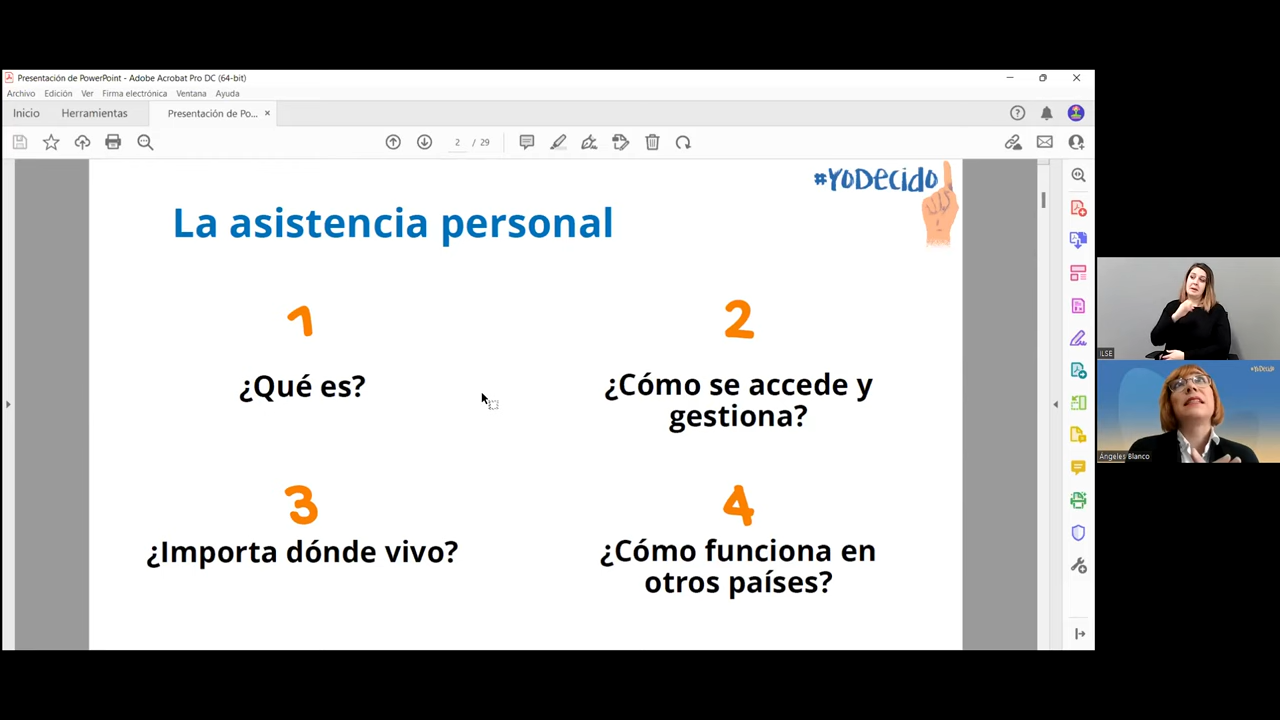 Presentación de PowerPoint - Adobe Acrobat Pro DC (64-bit)
Archivo Edición Ver Firma electrónica Ventana Ayuda
Inicio Herramientas Presentación de Po... ×
2 / 29
#YoDecido
La asistencia personal
1
¿Qué es?
2
¿Cómo se accede y
gestiona?
3
¿Importa dónde vivo?
4
¿Cómo funciona en
otros países?
ILSE
#YoDecido
Ángeles Blanco